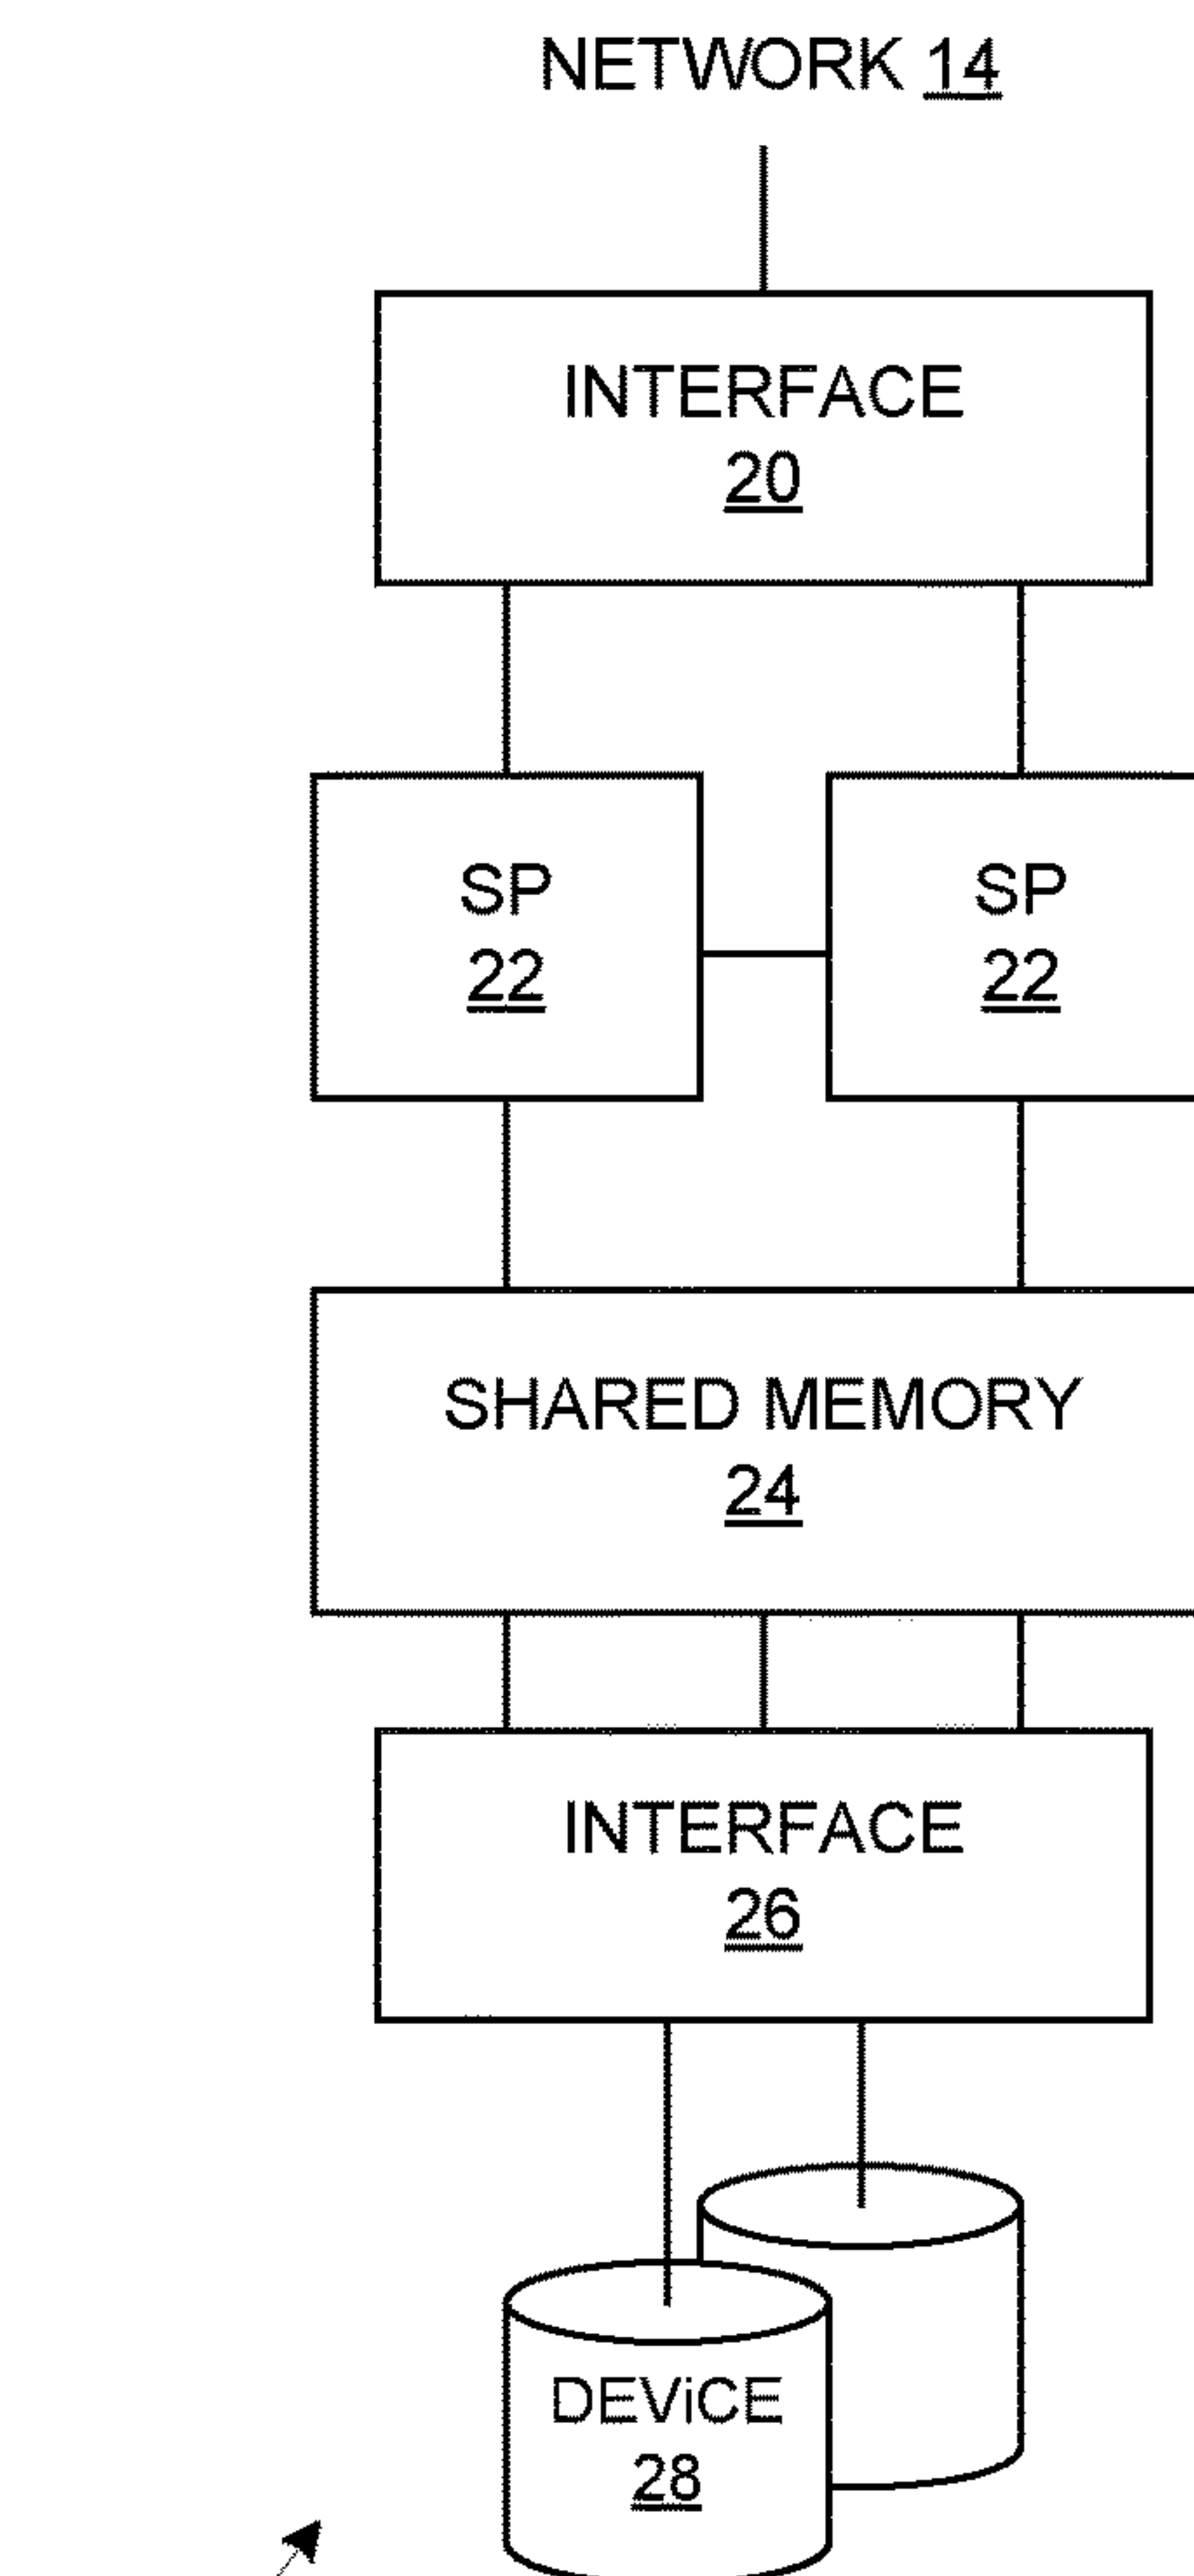 NETWORK 14
INTERFACE
20
SP
22
SP
22
SHARED MEMORY
24
INTERFACE
26
DEViCE
28